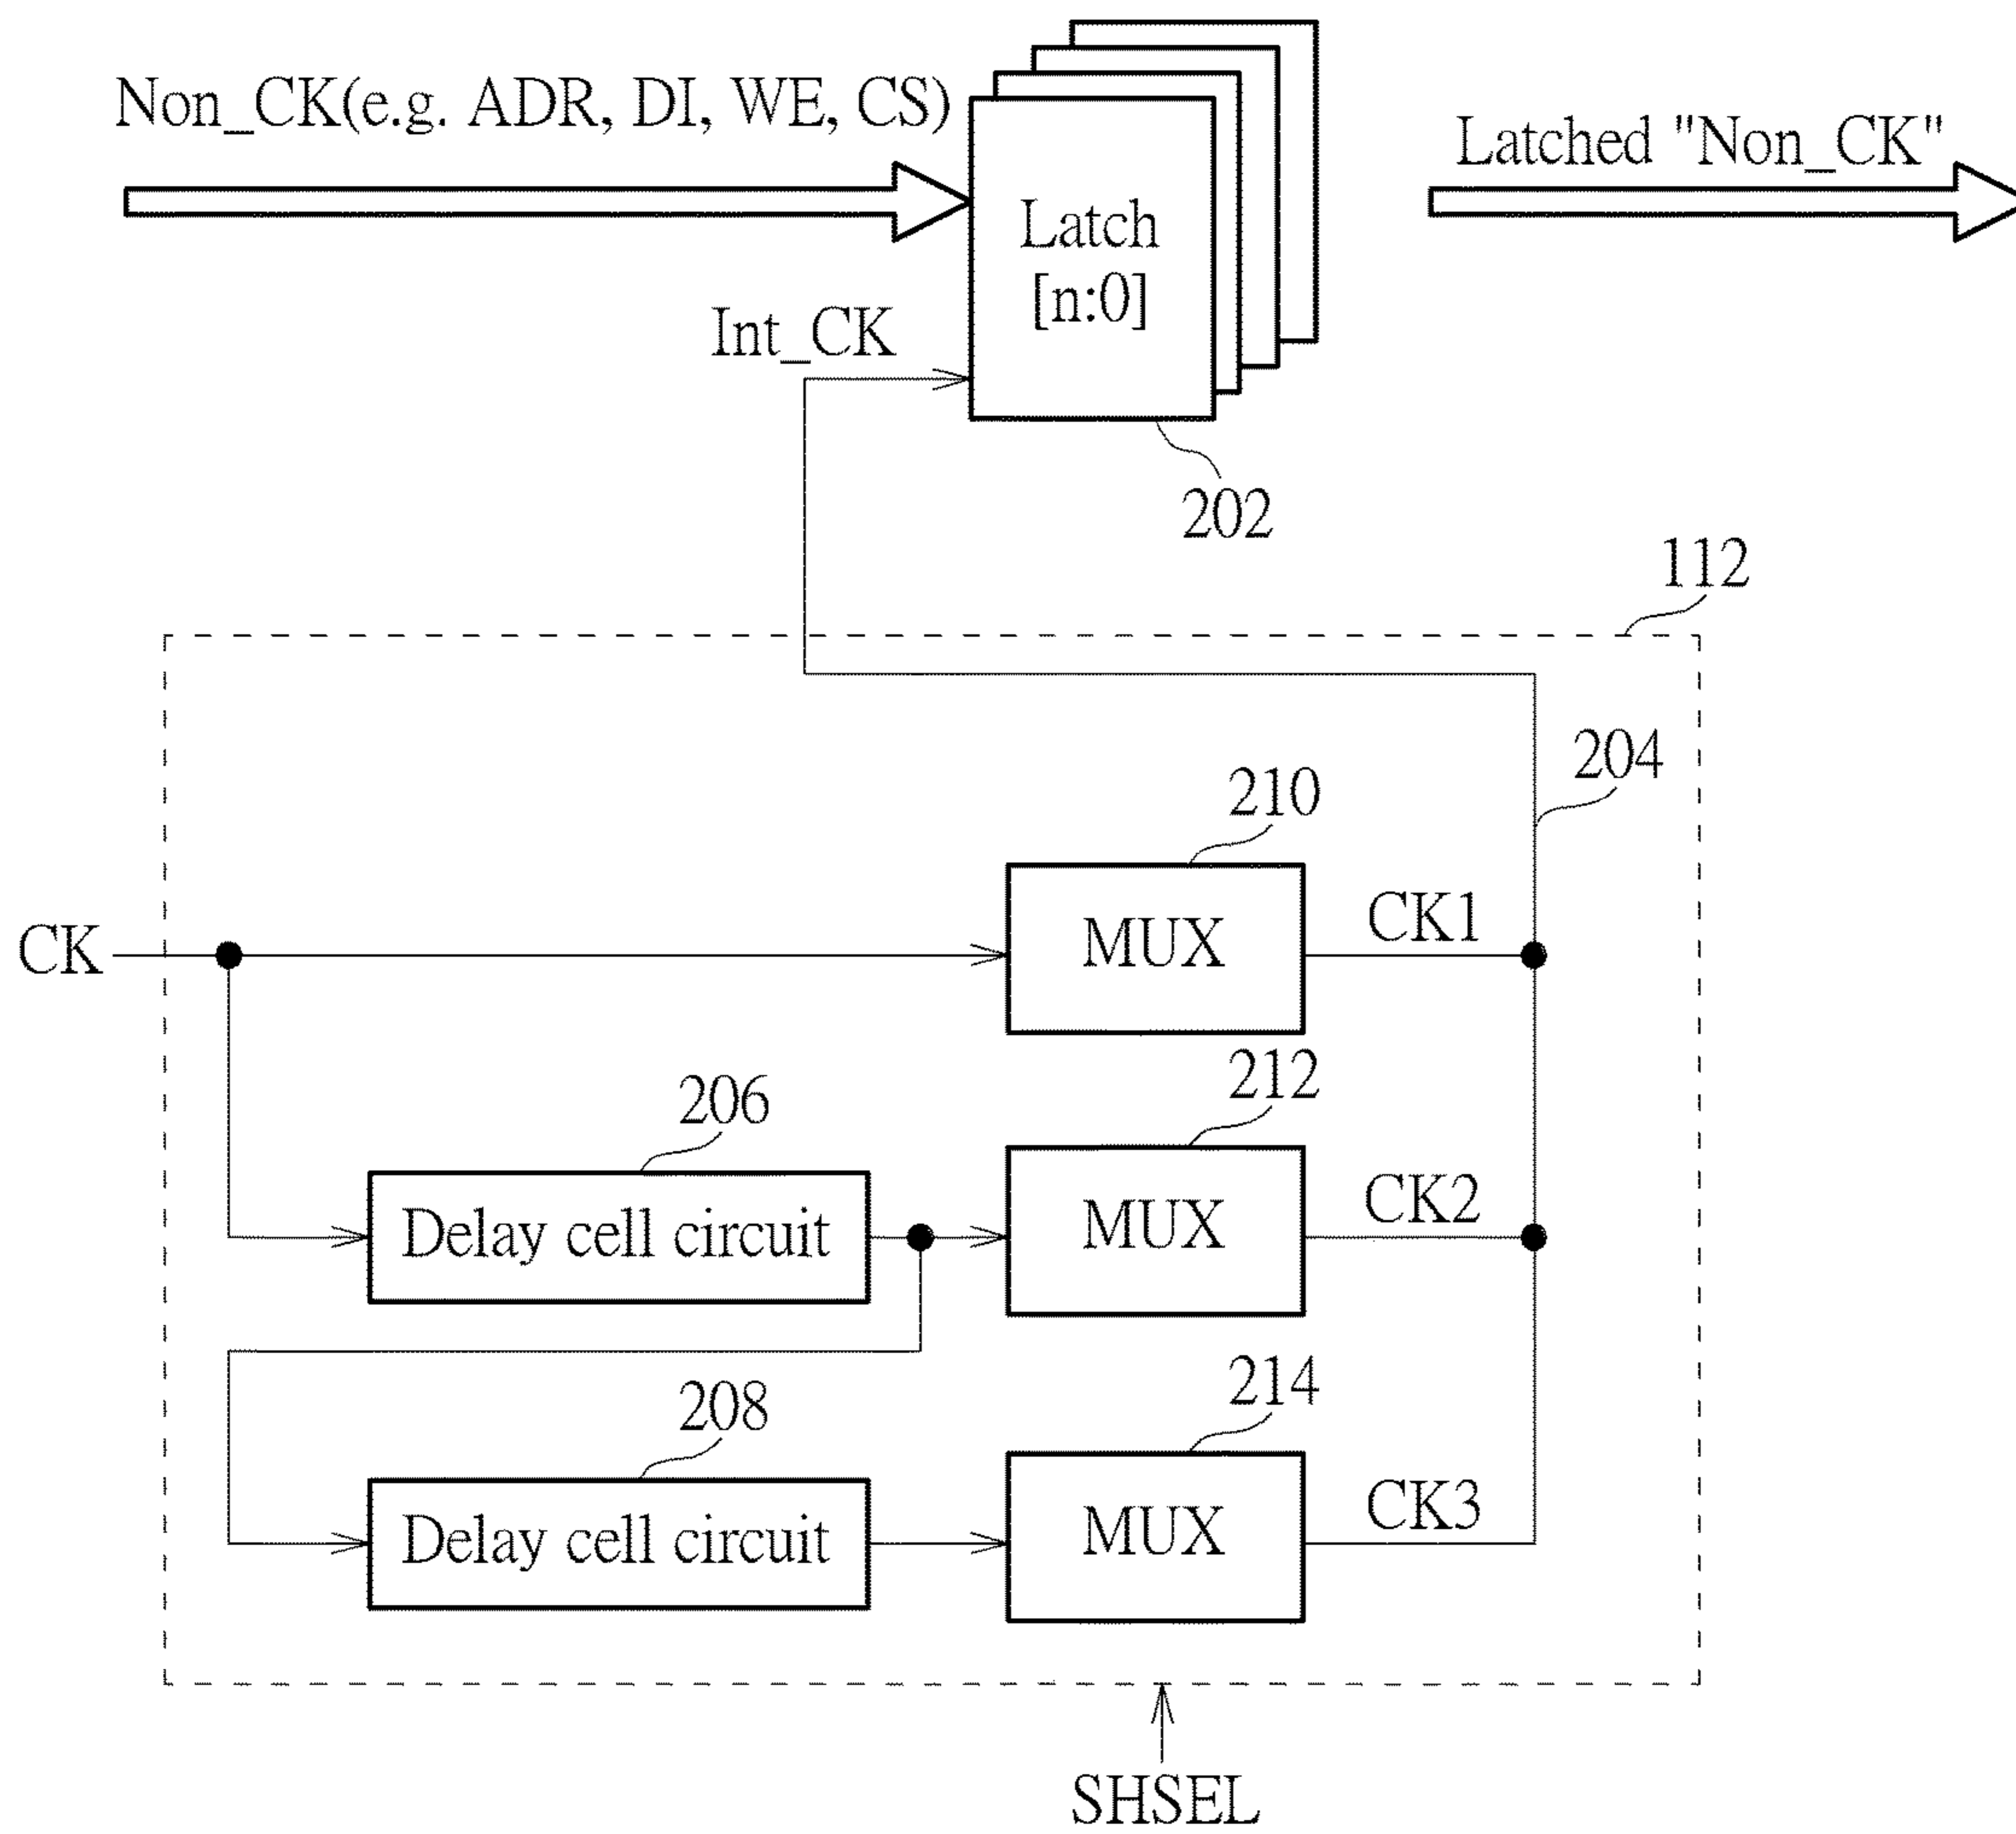 Non_CK(e.g. ADR, DI, WE, CS)
Latched "Non_CK"
Latch
[n:0]
Int_CK
202
112
204
210
CK
MUX
CK1
206
212
Delay cell circuit
MUX
CK2
208
214
Delay cell circuit
MUX
CK3
SHSEL